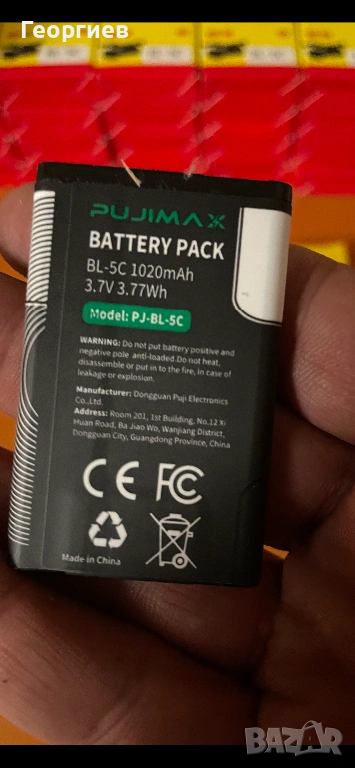 Георгиев
PUJIMAX
BATTERY PACK
BL-5C 1020mAh
3.7V 3.77Wh
Model: PJ-BL-5C
WARNING: Do not put battery positive and
negative pole anti-loaded.Do not heat,
disassemble or put in to the fire, in case of
leakage or explosion.
Manufacturer: Dongguan Puji Electronics
Co.,Ltd.
Address: Room 201, 1st Building, No.12 Xi
Huan Road, Ba Jiao Wo, Wanjiang District,
Dongguan City, Guangdong Province, China
CE FC
Made in China
BAZAR